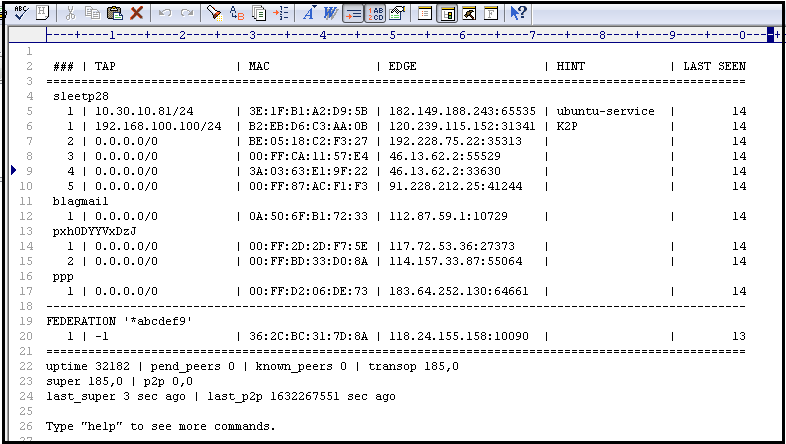 ----+----1----+----2----+----3----+----4----+----5----+----6----+----7----+----8----+----9----+----0----+
1
2 ### | TAP | MAC | EDGE | HINT | LAST SEEN
3 ====================================================================================================
4 sleetp28
5 1 | 10.30.10.81/24 | 3E:1F:B1:A2:D9:5B | 182.149.188.243:65535 | ubuntu-service | 14
6 1 | 192.168.100.100/24 | B2:EB:D6:C3:AA:0B | 120.239.115.152:31341 | K2P | 14
7 2 | 0.0.0.0/0 | BE:05:18:C2:F3:27 | 192.228.75.22:35313 | | 14
8 3 | 0.0.0.0/0 | 00:FF:CA:11:57:E4 | 46.13.62.2:55529 | | 14
9 4 | 0.0.0.0/0 | 3A:03:63:E1:9F:22 | 46.13.62.2:33630 | | 14
10 5 | 0.0.0.0/0 | 00:FF:87:AC:F1:F3 | 91.228.212.25:41244 | | 14
11 blagmail
12 1 | 0.0.0.0/0 | 0A:50:6F:B1:72:33 | 112.87.59.1:10729 | | 14
13 pxh0DYYVxDzJ
14 1 | 0.0.0.0/0 | 00:FF:2D:2D:F7:5E | 117.72.53.36:27373 | | 14
15 2 | 0.0.0.0/0 | 00:FF:BD:33:D0:8A | 114.157.33.87:55064 | | 14
16 ppp
17 1 | 0.0.0.0/0 | 00:FF:D2:06:DE:73 | 183.64.252.130:64661 | | 14
18 ----------------------------------------------------------------------------------------------------
19 FEDERATION '*abcdef9'
20 1 | -1 | 36:2C:BC:31:7D:8A | 118.24.155.158:10090 | | 13
21 ====================================================================================================
22 uptime 32182 | pend_peers 0 | known_peers 0 | transop 185,0
23 super 185,0 | p2p 0,0
24 last_super 3 sec ago | last_p2p 1632267551 sec ago
25
26 Type "help" to see more commands.
27